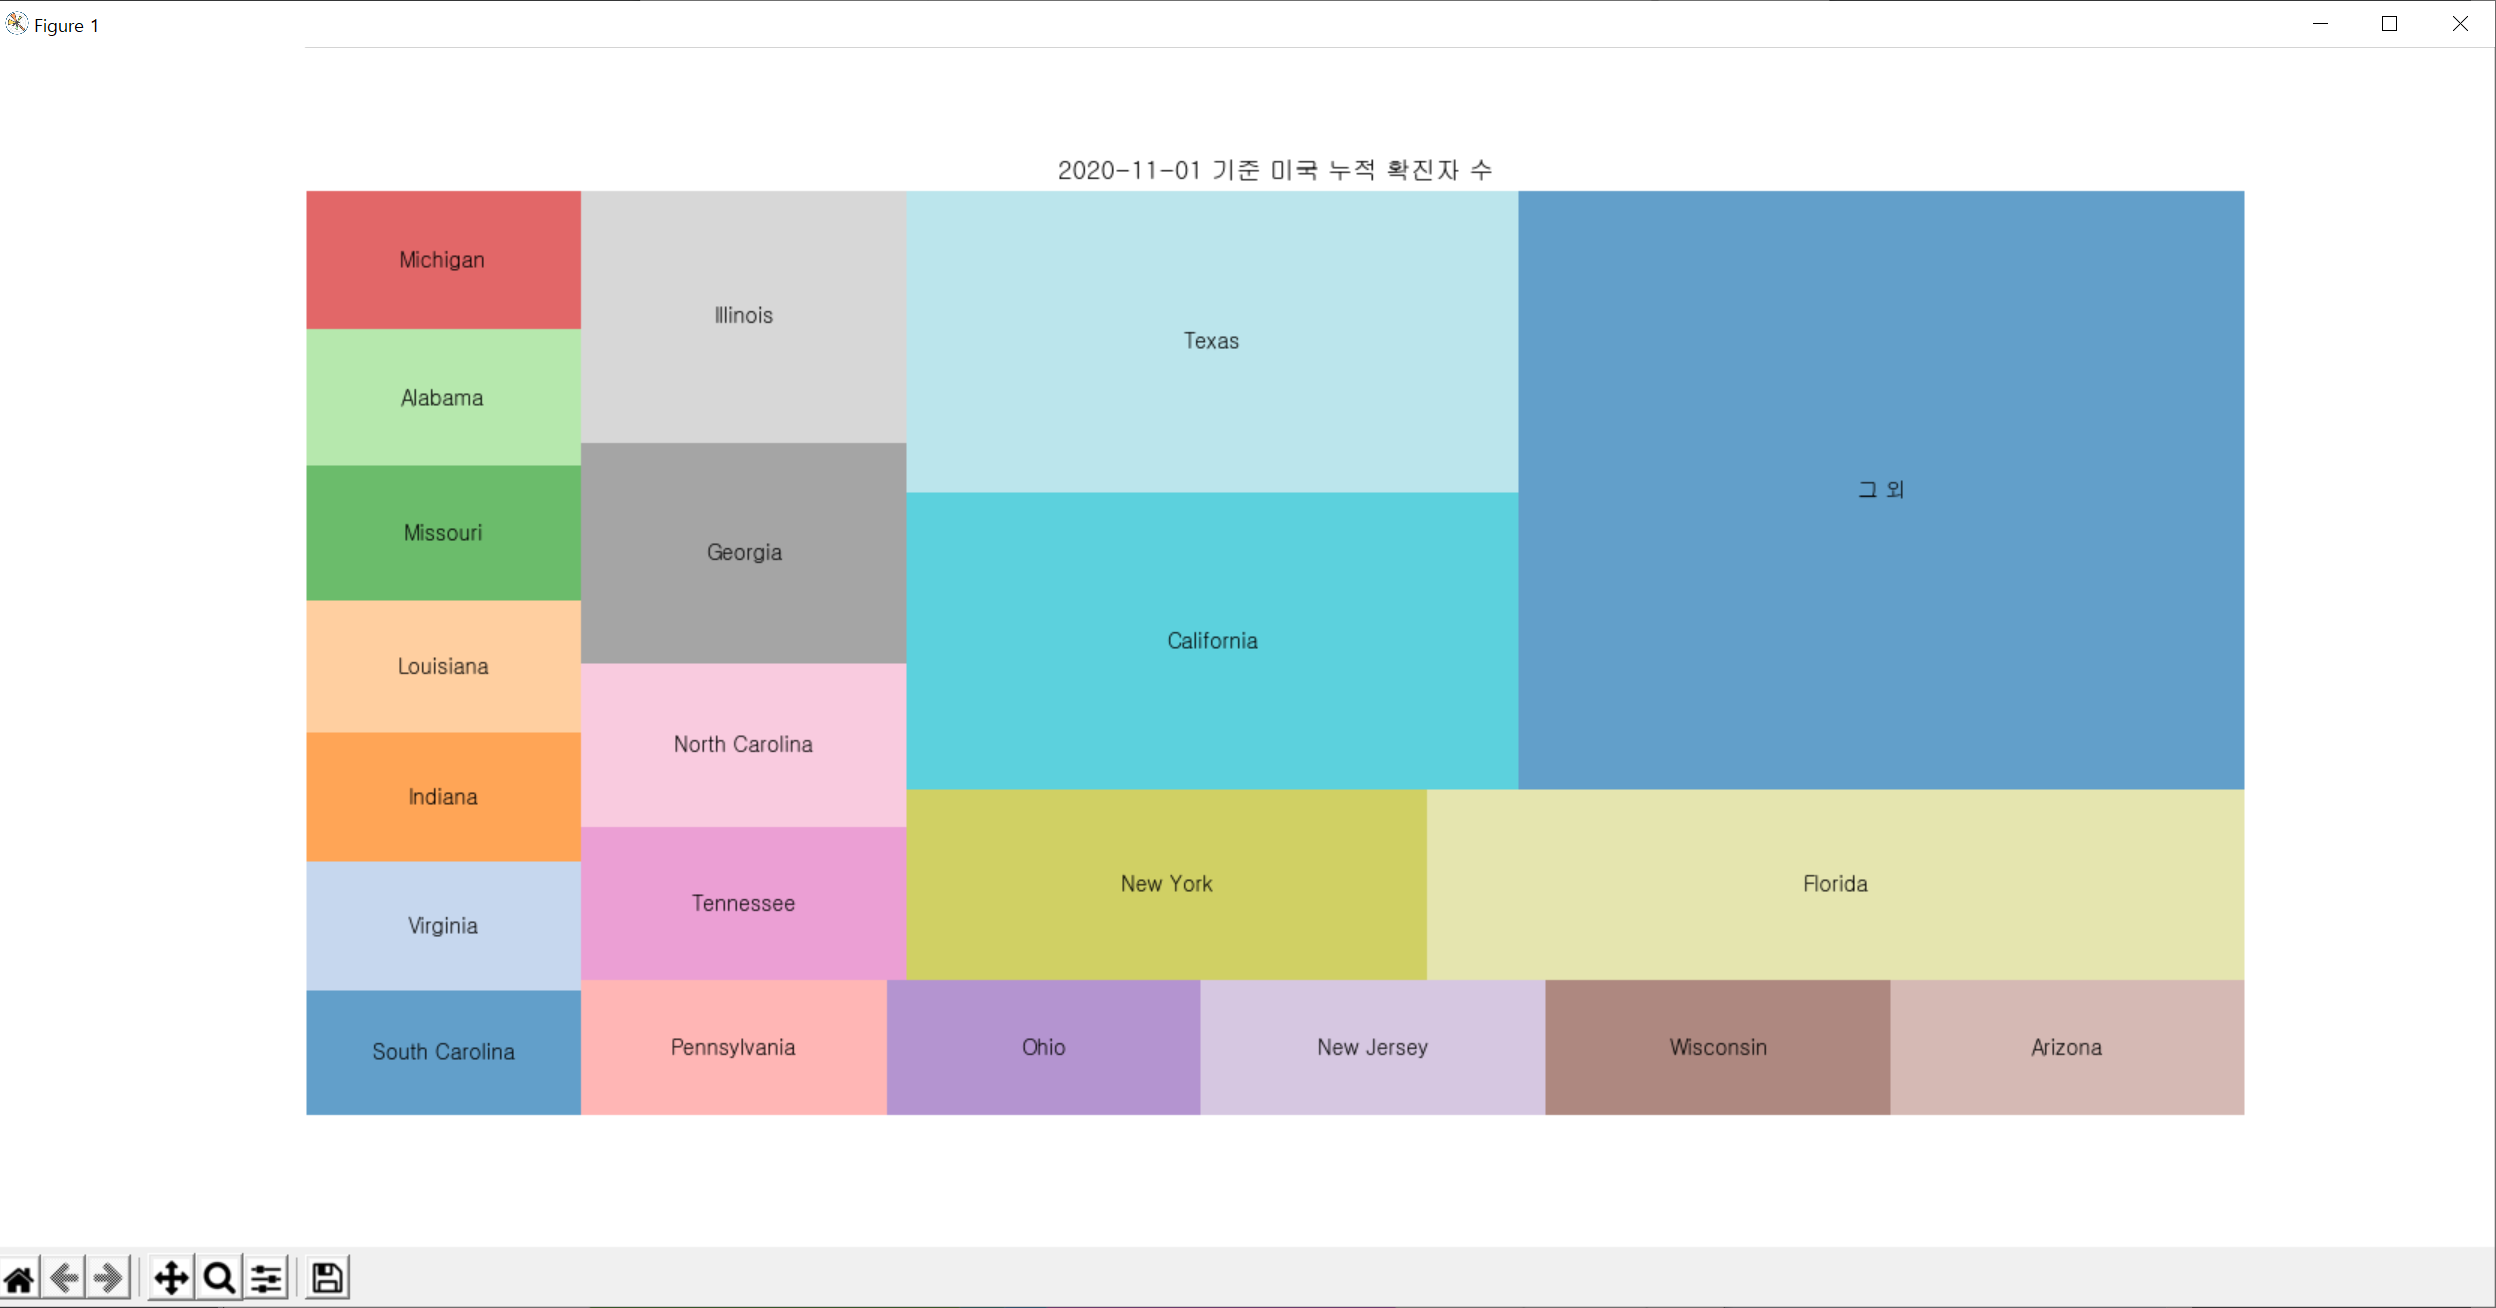 Figure 1
2020-11-01 기준 미국 누적 확진자 수
Michigan
Alabama
Missouri
Louisiana
Indiana
Virginia
South Carolina
Illinois
Georgia
North Carolina
Tennessee
Texas
California
그 외
New York
Florida
Pennsylvania
Ohio
New Jersey
Wisconsin
Arizona